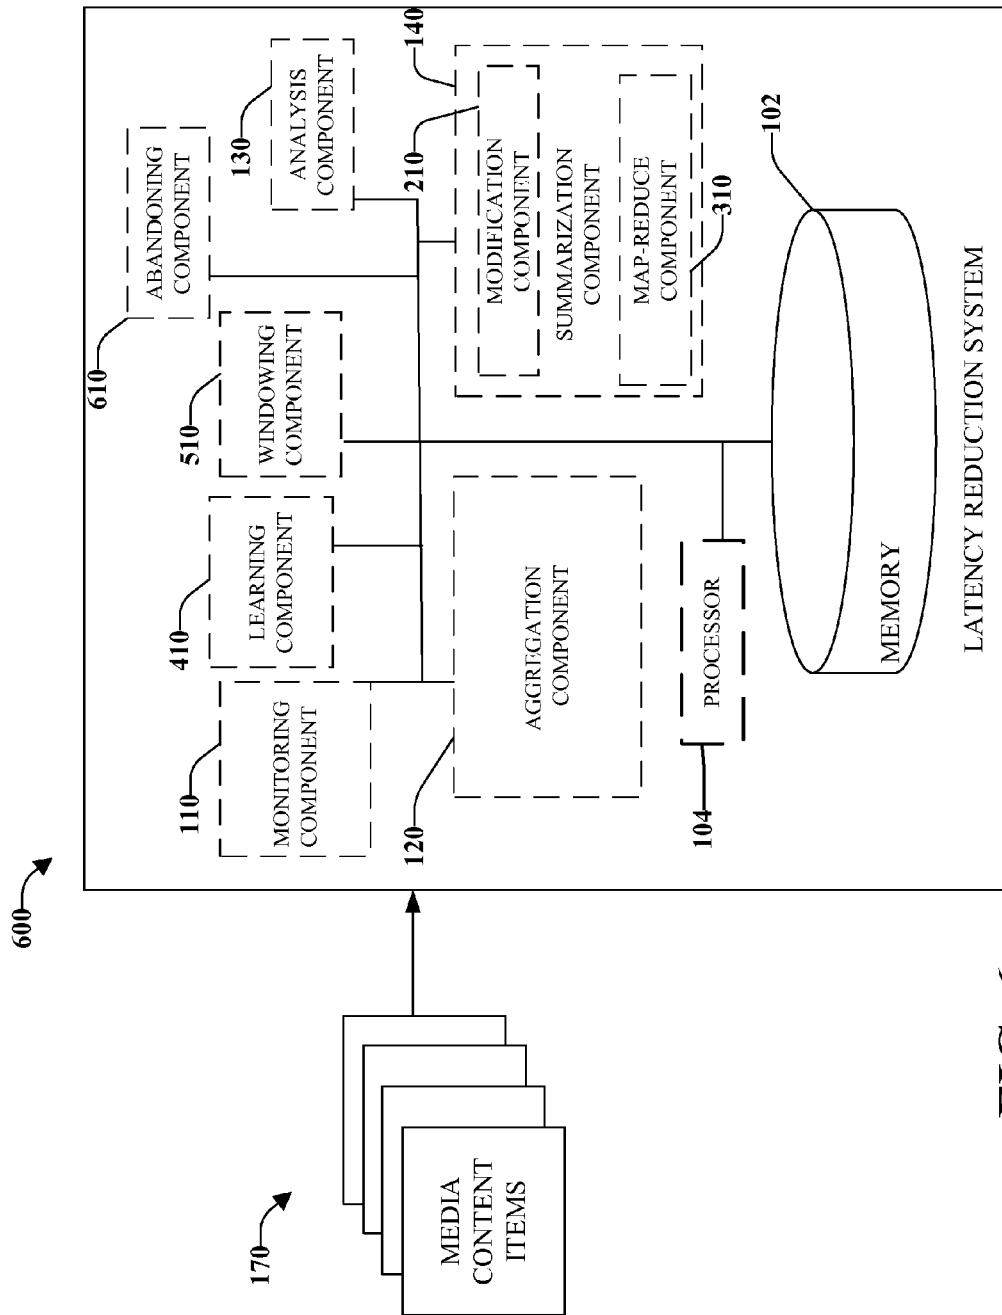 600
610
ABANDONING
COMPONENT
110
410
510
130
MONITORING
COMPONENT
LEARNING
COMPONENT
WINDOWING
COMPONENT
ANALYSIS
COMPONENT
170
120
210
140
MEDIA
CONTENT
ITEMS
AGGREGATION
COMPONENT
MODIFICATION
COMPONENT
SUMMARIZATION
COMPONENT
MAP-REDUCE
COMPONENT
310
104
PROCESSOR
102
MEMORY
LATENCY REDUCTION SYSTEM
FIG.